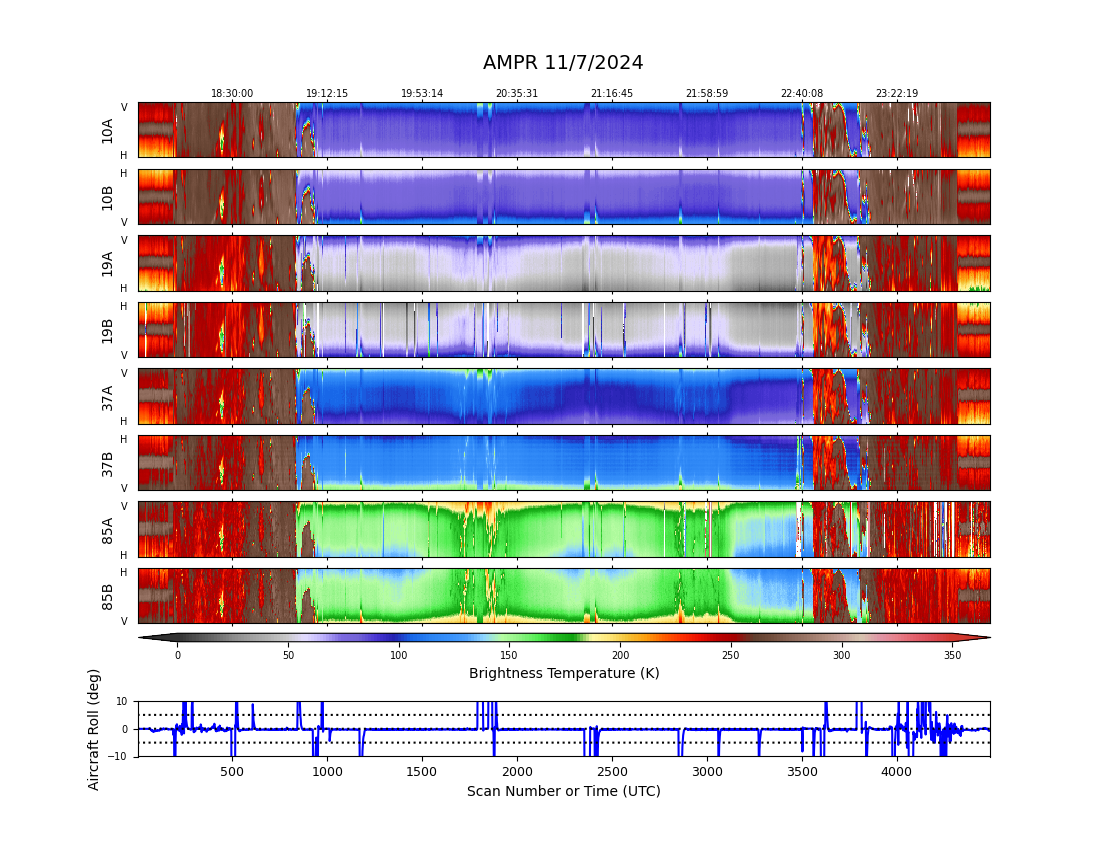 AMPR 11/7/2024
18:30:00 19:12:15 19:53:14 20:35:31 21:16:45 21:58:59 22:40:08 23:22:19
V
10A
H
H
10B
V
V
19A
H
H
19B
V
V
37A
H
H
37B
V
V
85A
H
H
85B
V
0 50 100 150 200 250 300 350
Brightness Temperature (K)
Aircraft Roll (deg)
10
0
−10
500 1000 1500 2000 2500 3000 3500 4000
Scan Number or Time (UTC)